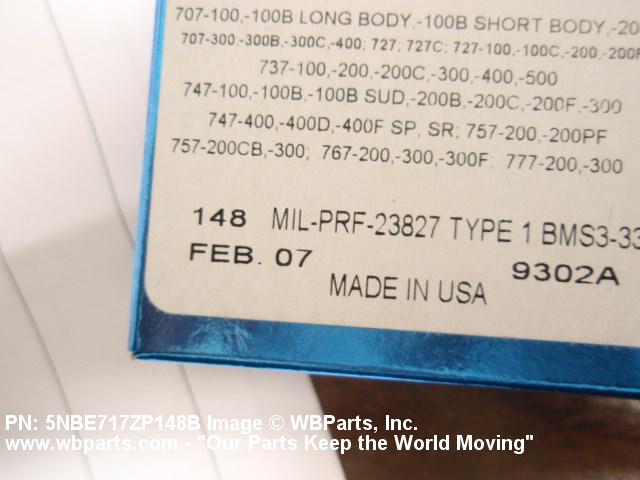 707-100,-100B LONG BODY,-100B SHORT BODY,-20
707-300,-300B,-300C,-400; 727; 727C; 727-100,-100C,-200,-200F
737-100,-200,-200C,-300,-400,-500
747-100,-100B,-100B SUD,-200B,-200C,-200F,-300
747-400,-400D,-400F SP, SR; 757-200,-200PF
757-200CB,-300; 767-200,-300,-300F; 777-200,-300
148 MIL-PRF-23827 TYPE 1 BMS3-33
FEB. 07 9302A
MADE IN USA
PN: 5NBE717ZP148B Image © WBParts, Inc.
www.wbparts.com - "Our Parts Keep the World Moving"